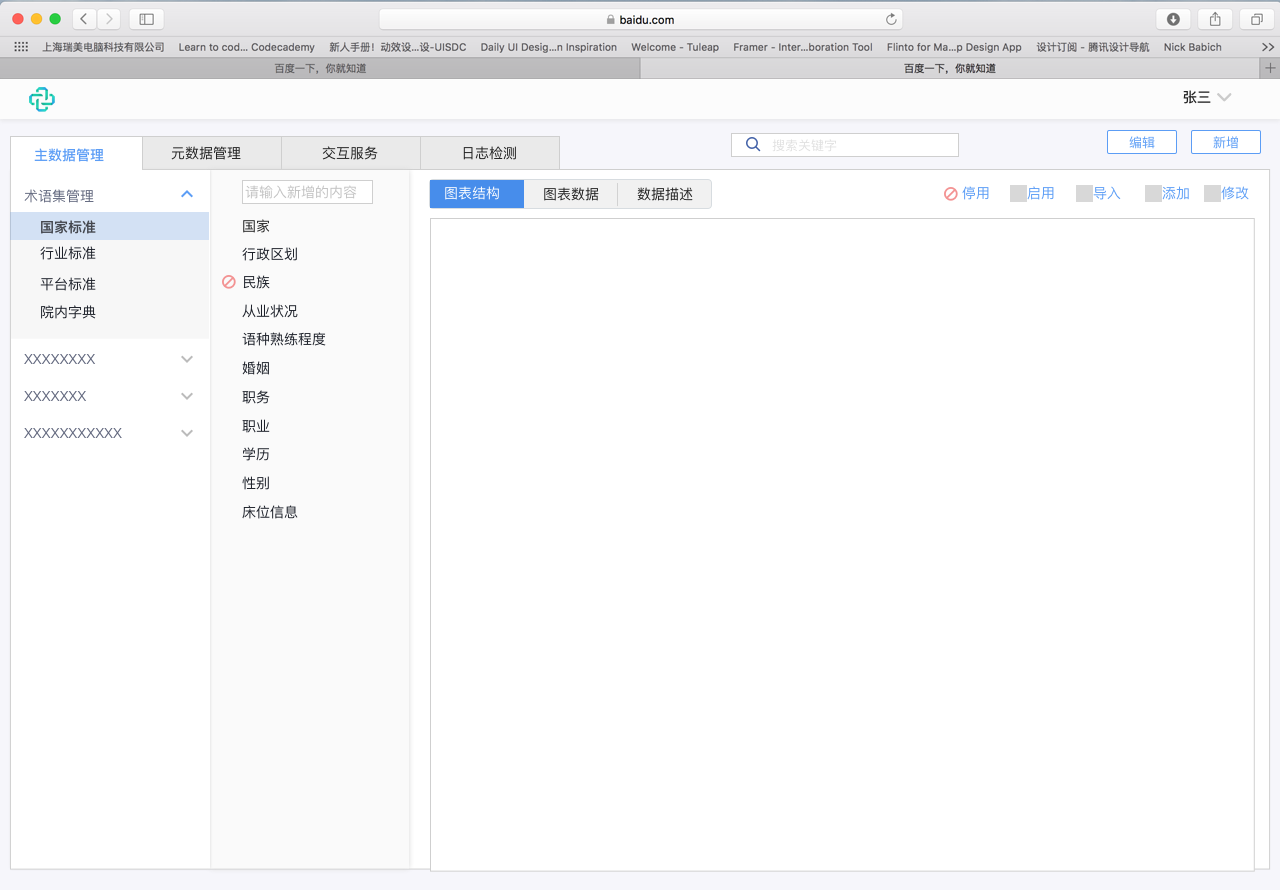 baidu.com
上海瑞美电脑科技有限公司 Learn to cod... Codecademy 新人手册！动效设...设-UISDC Daily UI Desig...n Inspiration Welcome - Tuleap Framer - Inter...boration Tool Flinto for Ma...p Design App 设计订阅 - 腾讯设计导航 Nick Babich
百度一下，你就知道 百度一下，你就知道
张三
主数据管理 元数据管理 交互服务 日志检测 搜索关键字 编辑 新增
术语集管理
国家标准
行业标准
平台标准
院内字典
XXXXXXXX
XXXXXXX
XXXXXXXXXXX
请输入新增的内容
国家
行政区划
民族
从业状况
语种熟练程度
婚姻
职务
职业
学历
性别
床位信息
图表结构 图表数据 数据描述 停用 启用 导入 添加 修改